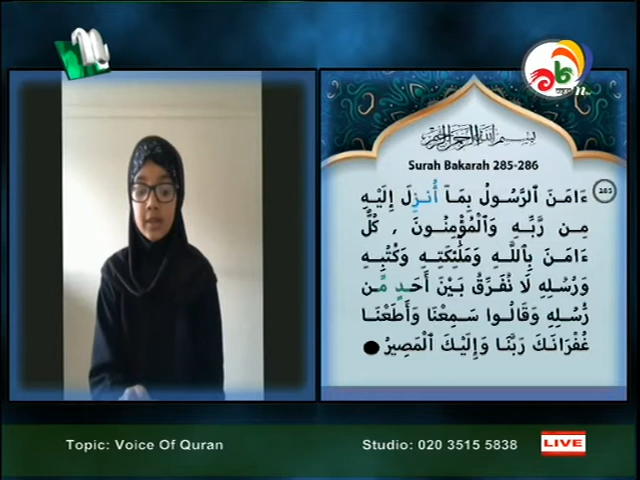 بِسْمِ اللَّهِ الرَّحْمَٰنِ الرَّحِيمِ
Surah Bakarah 285-286
ءَامَنَ ٱلرَّسُولُ بِمَآ أُنزِلَ إِلَيْهِ
285
مِن رَّبِّهِ وَٱلْمُؤْمِنُونَ , كُلٌّ
ءَامَنَ بِٱللَّهِ وَمَلَٰٓئِكَتِهِ وَكُتُبِهِ
وَرُسُلِهِ لَا نُفَرِّقُ بَيْنَ أَحَدٍ مِّن
رُّسُلِهِ وَقَالُوا سَمِعْنَا وَأَطَعْنَا
غُفْرَانَكَ رَبَّنَا وَإِلَيْكَ ٱلْمَصِيرُ
Topic: Voice Of Quran
Studio: 020 3515 5838
LIVE